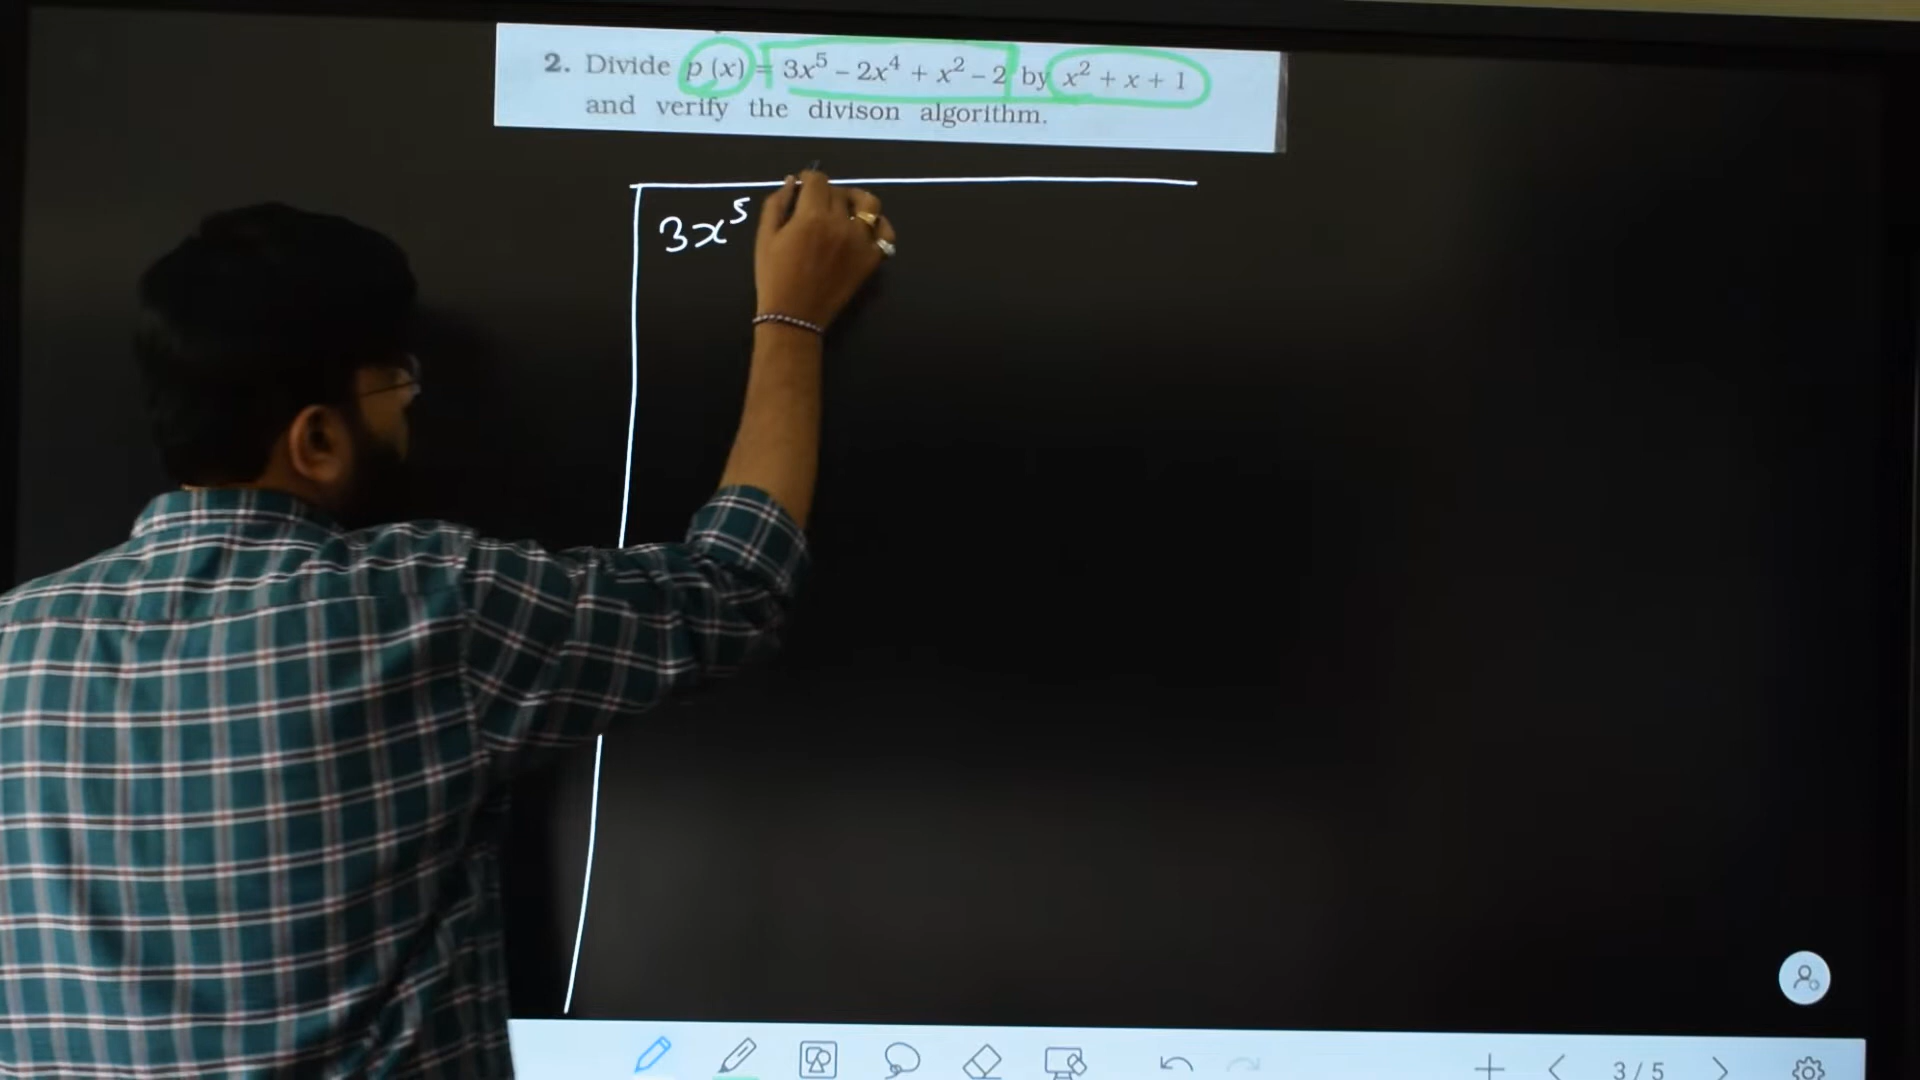 2. Divide p (x) = 3x⁵ – 2x⁴ + x² – 2 by x² + x + 1
and verify the divison algorithm.
3x⁵
3/5